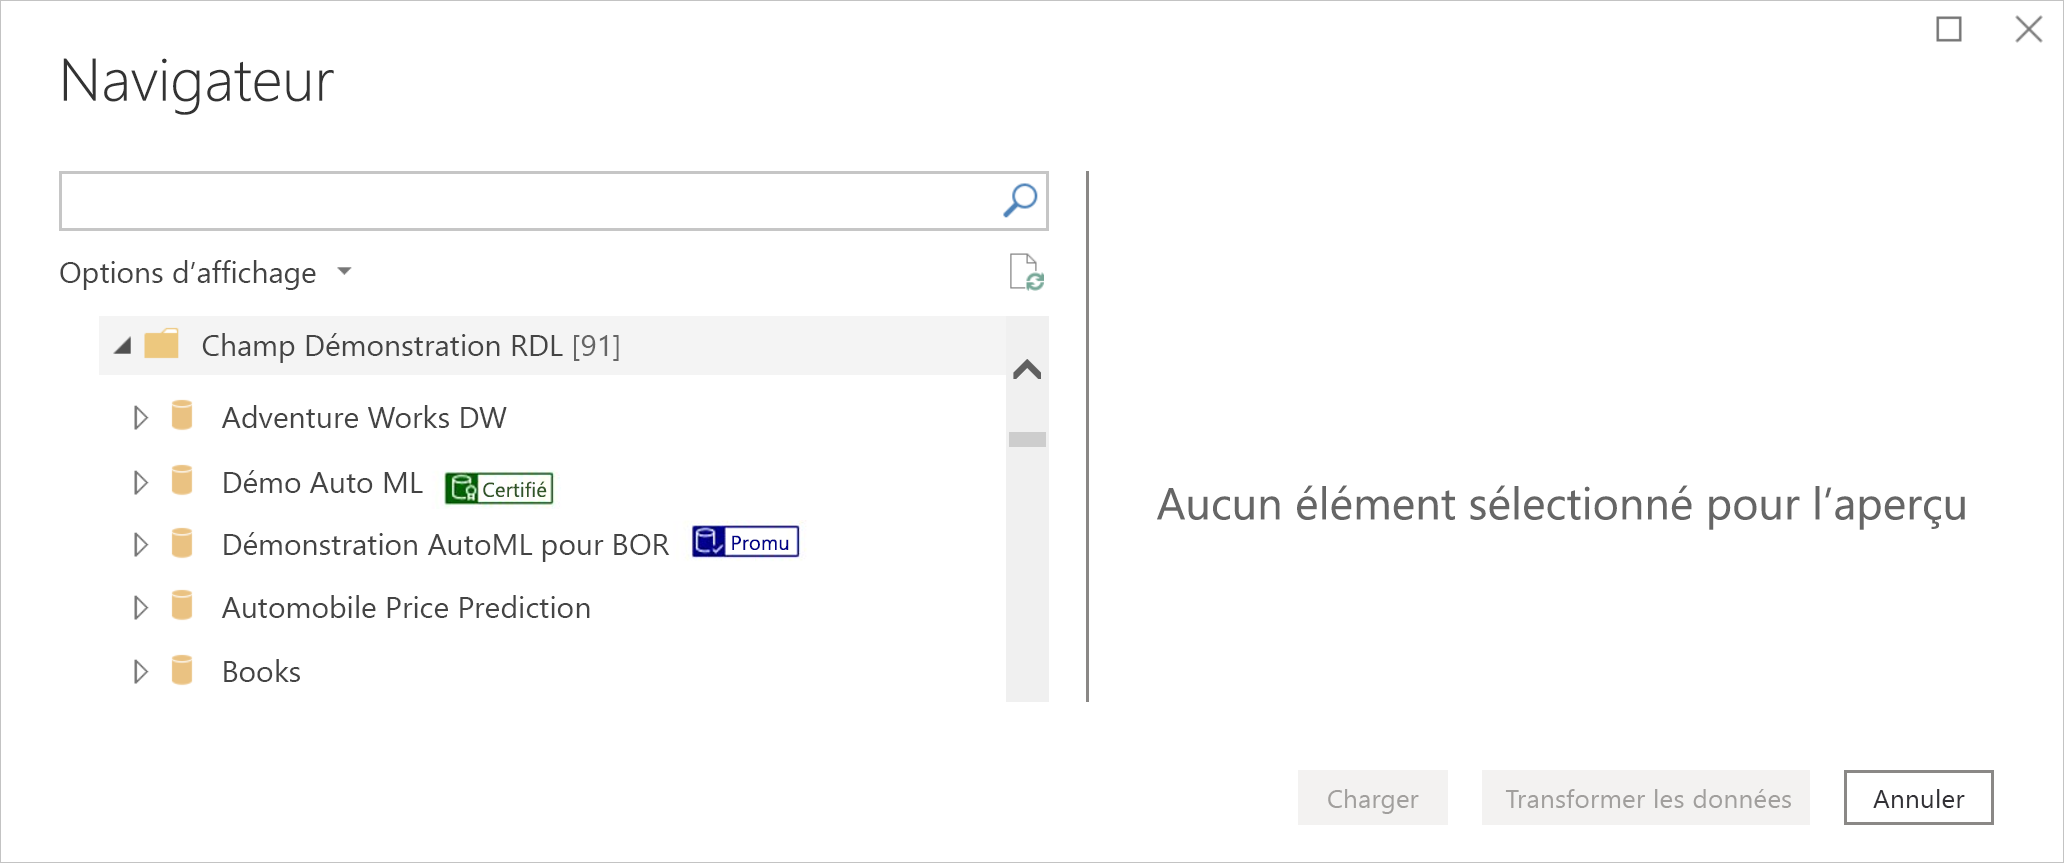 Navigateur
Options d’affichage
Champ Démonstration RDL [91]
Adventure Works DW
Démo Auto ML Certifié
Démonstration AutoML pour BOR Promu
Automobile Price Prediction
Books
Aucun élément sélectionné pour l’aperçu
Charger Transformer les données Annuler